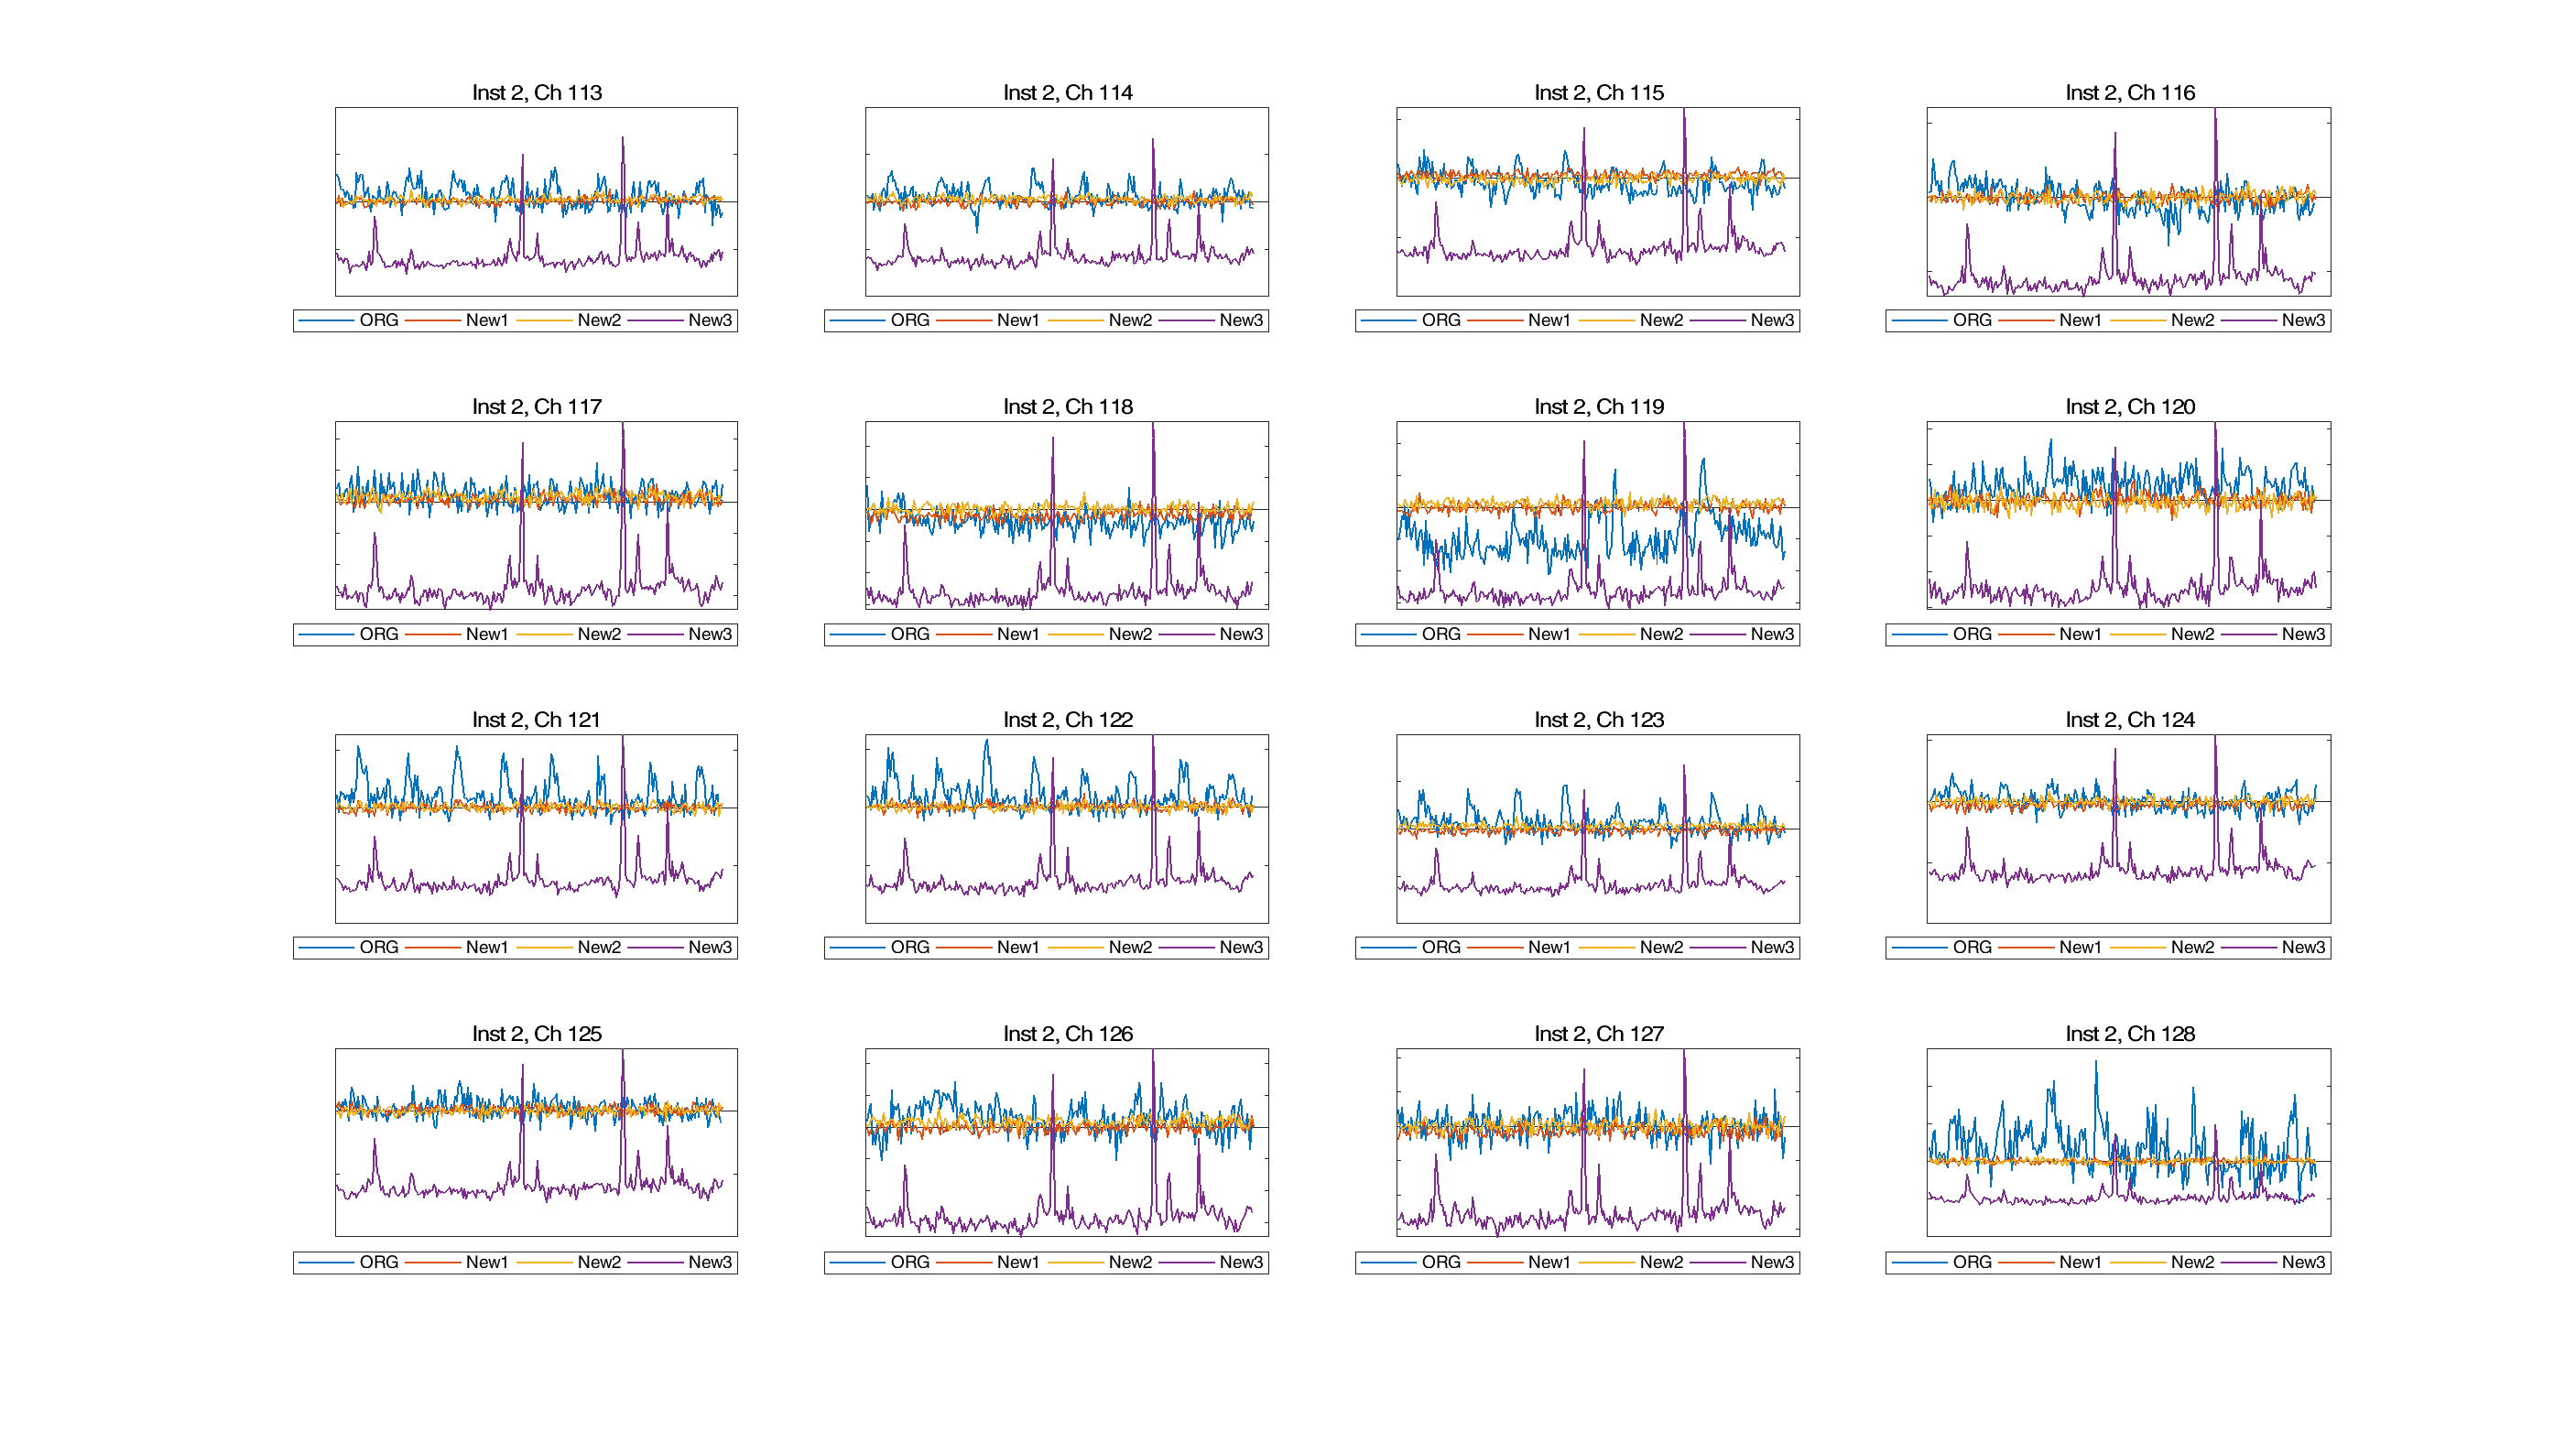 Inst 2, Ch 113
Inst 2, Ch 114
Inst 2, Ch 115
Inst 2, Ch 116
ORG New1 New2 New3
ORG New1 New2 New3
ORG New1 New2 New3
ORG New1 New2 New3
Inst 2, Ch 117
Inst 2, Ch 118
Inst 2, Ch 119
Inst 2, Ch 120
ORG New1 New2 New3
ORG New1 New2 New3
ORG New1 New2 New3
ORG New1 New2 New3
Inst 2, Ch 121
Inst 2, Ch 122
Inst 2, Ch 123
Inst 2, Ch 124
ORG New1 New2 New3
ORG New1 New2 New3
ORG New1 New2 New3
ORG New1 New2 New3
Inst 2, Ch 125
Inst 2, Ch 126
Inst 2, Ch 127
Inst 2, Ch 128
ORG New1 New2 New3
ORG New1 New2 New3
ORG New1 New2 New3
ORG New1 New2 New3